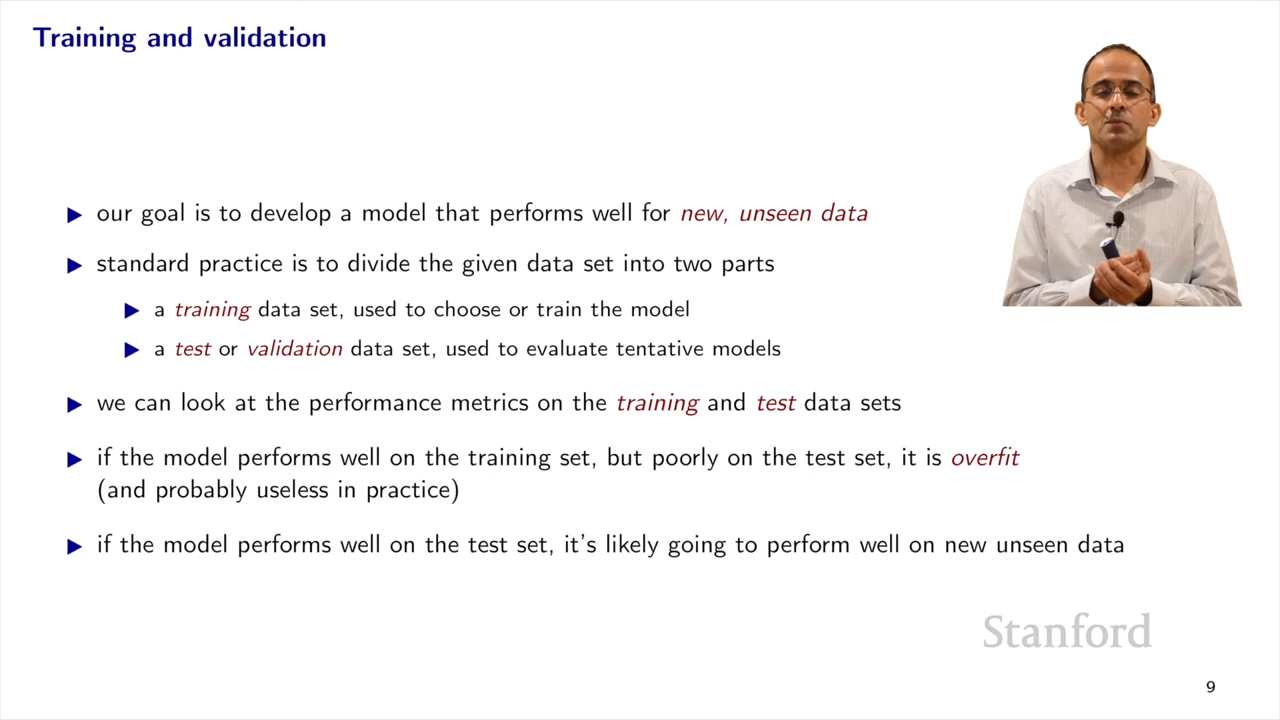 Training and validation
our goal is to develop a model that performs well for new, unseen data
standard practice is to divide the given data set into two parts
a training data set, used to choose or train the model
a test or validation data set, used to evaluate tentative models
we can look at the performance metrics on the training and test data sets
if the model performs well on the training set, but poorly on the test set, it is overfit
(and probably useless in practice)
if the model performs well on the test set, it's likely going to perform well on new unseen data
Stanford
9